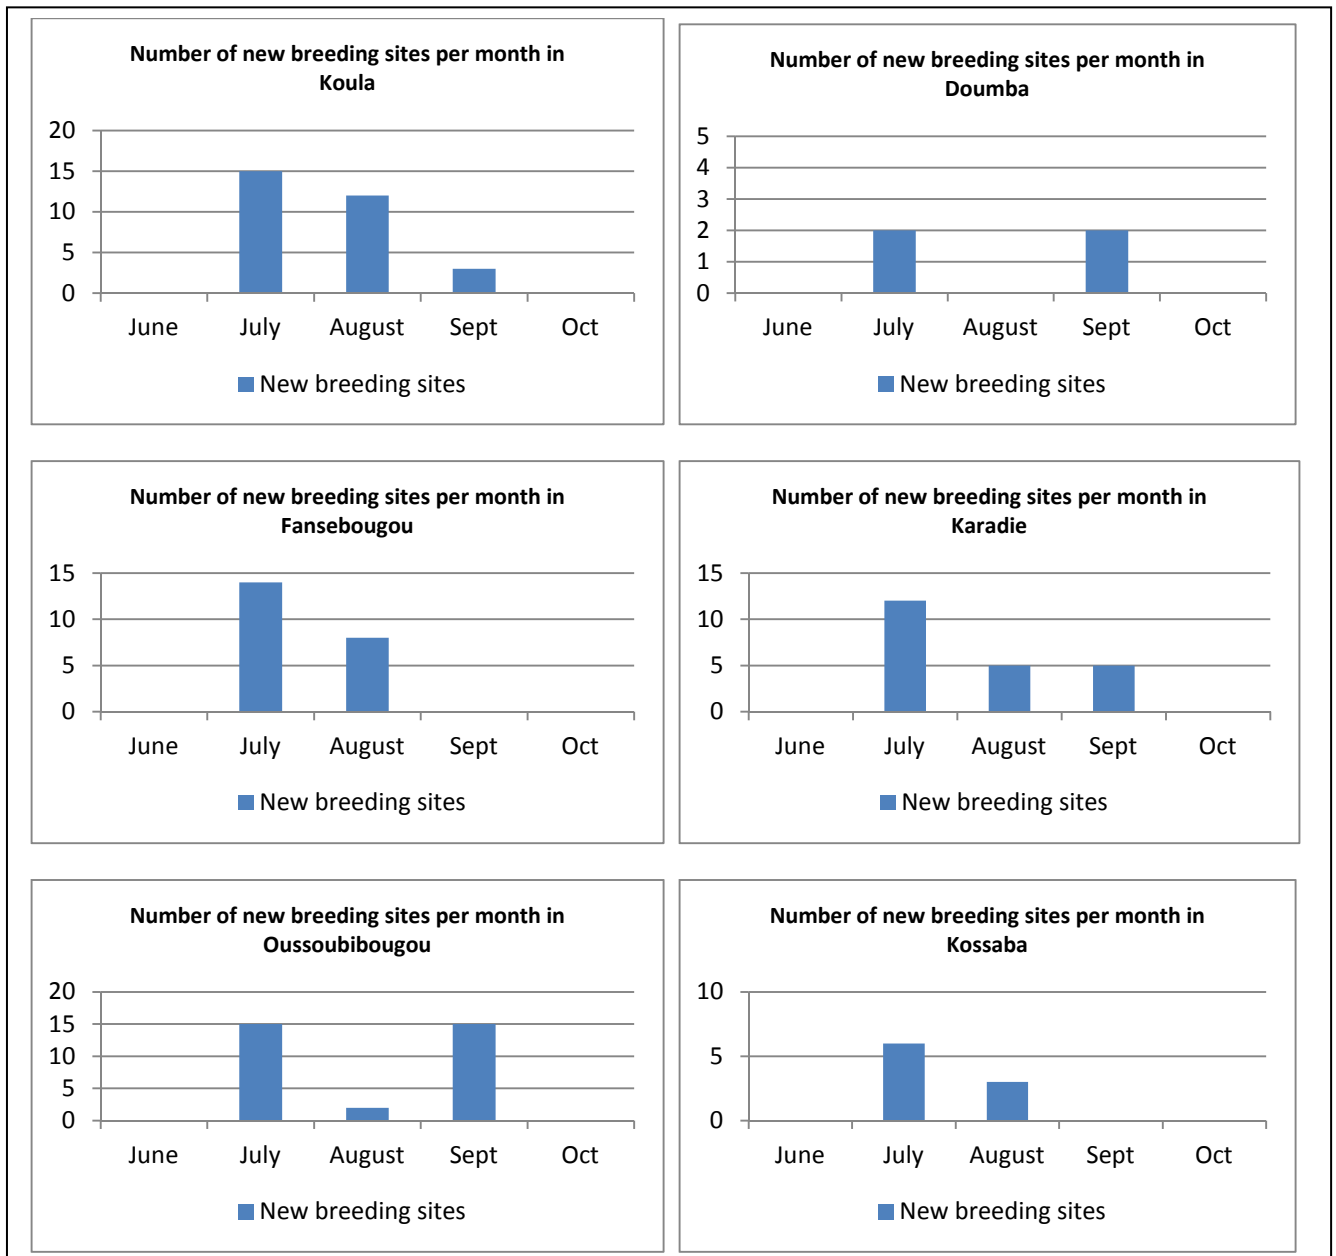 Number of new breeding sites per month in
Koula
20
15
10
5
0
June July August Sept Oct
New breeding sites
Number of new breeding sites per month in
Doumba
5
4
3
2
1
0
June July August Sept Oct
New breeding sites
Number of new breeding sites per month in
Fansebougou
15
10
5
0
June July August Sept Oct
New breeding sites
Number of new breeding sites per month in
Karadie
15
10
5
0
June July August Sept Oct
New breeding sites
Number of new breeding sites per month in
Oussoubibougou
20
15
10
5
0
June July August Sept Oct
New breeding sites
Number of new breeding sites per month in
Kossaba
10
5
0
June July August Sept Oct
New breeding sites